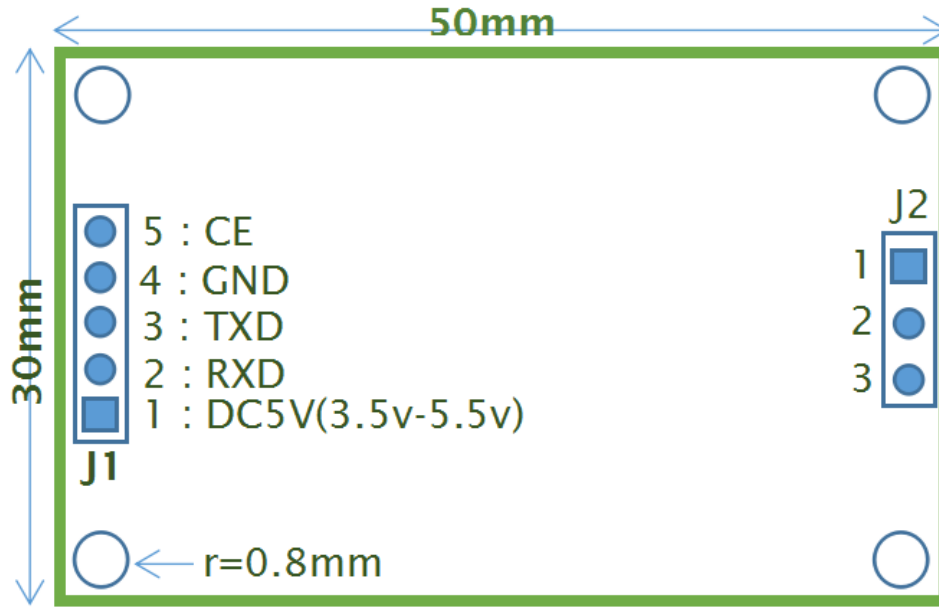 50mm
30mm
J2
5 : CE
4 : GND
3 : TXD
2 : RXD
1 : DC5V(3.5v-5.5v)
1
2
3
J1
r=0.8mm